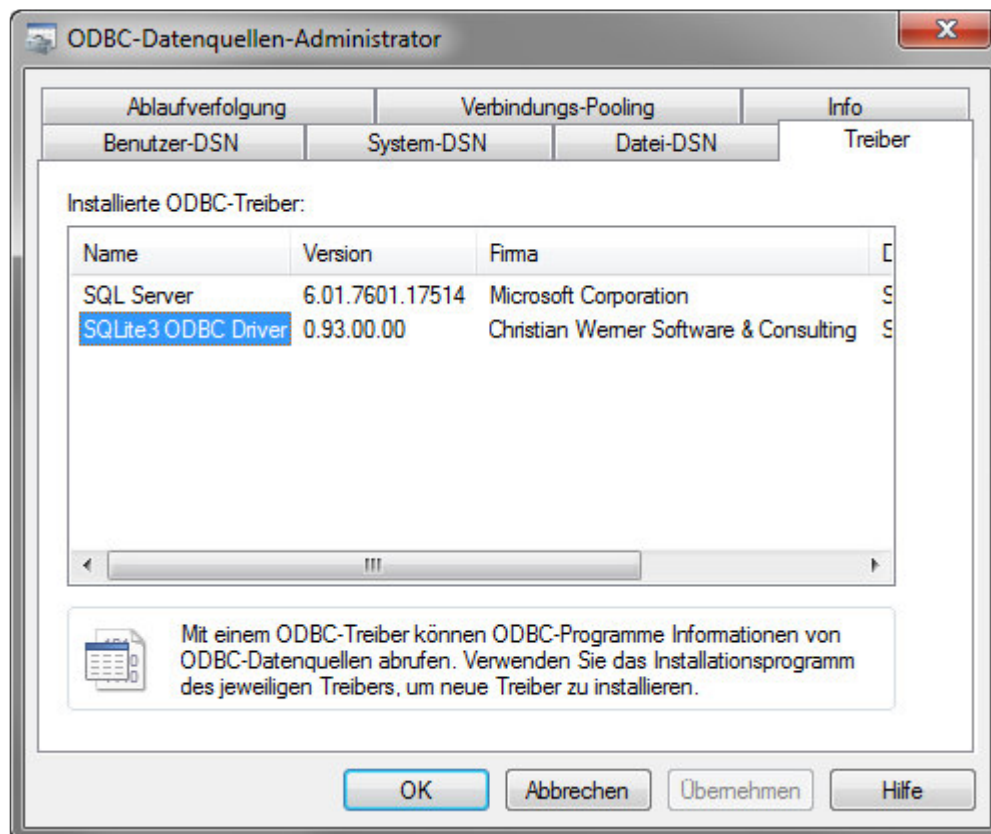 ODBC-Datenquellen-Administrator
Ablaufverfolgung Verbindungs-Pooling Info
Benutzer-DSN System-DSN Datei-DSN Treiber
Installierte ODBC-Treiber:
Name Version Firma
SQL Server 6.01.7601.17514 Microsoft Corporation S
SQLite3 ODBC Driver 0.93.00.00 Christian Werner Software & Consulting S
Mit einem ODBC-Treiber können ODBC-Programme Informationen von
ODBC-Datenquellen abrufen. Verwenden Sie das Installationsprogramm
des jeweiligen Treibers, um neue Treiber zu installieren.
OK Abbrechen Übernehmen Hilfe